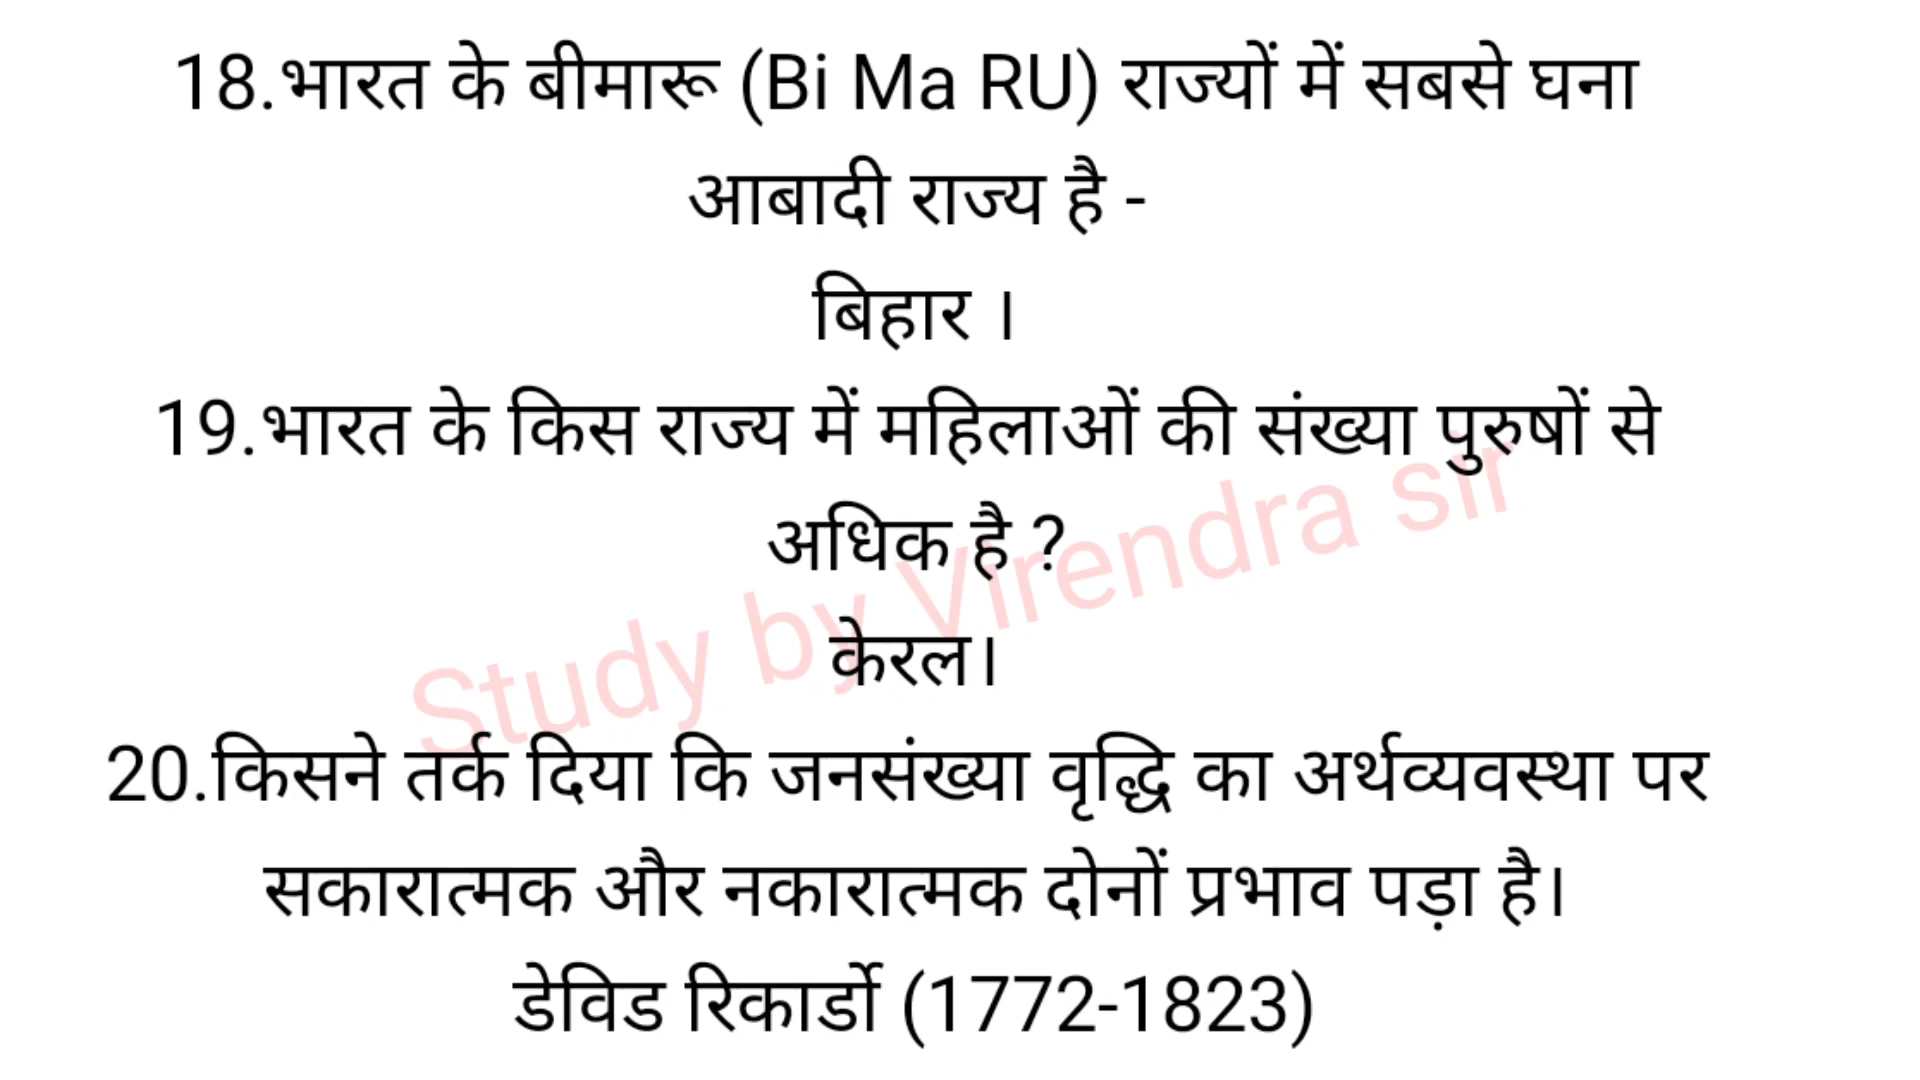 18.भारत के बीमारू (Bi Ma RU) राज्यों में सबसे घना
आबादी राज्य है -
बिहार ।
19.भारत के किस राज्य में महिलाओं की संख्या पुरुषों से
अधिक है ?
केरल।
Study by Virendra sir
20.किसने तर्क दिया कि जनसंख्या वृद्धि का अर्थव्यवस्था पर
सकारात्मक और नकारात्मक दोनों प्रभाव पड़ा है।
डेविड रिकार्डो (1772-1823)